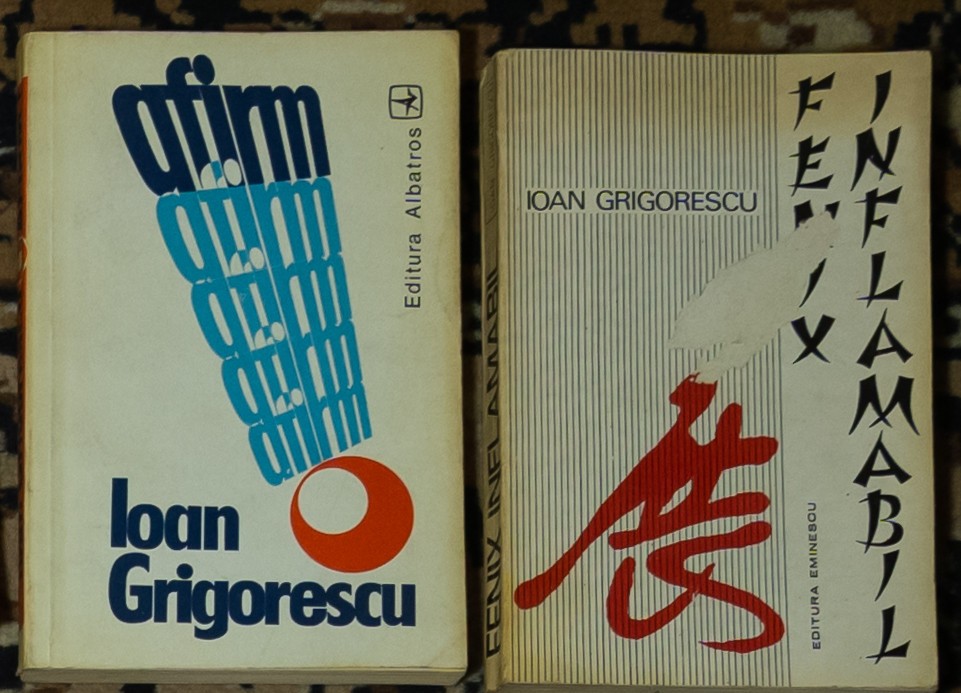 afirm
afirm
afirm
afirm
afirm
Editura Albatros
Ioan
Grigorescu
FENIX INFLAMABIL
IOAN GRIGORESCU
FENIX
INFLAMABIL
EDITURA EMINESCU